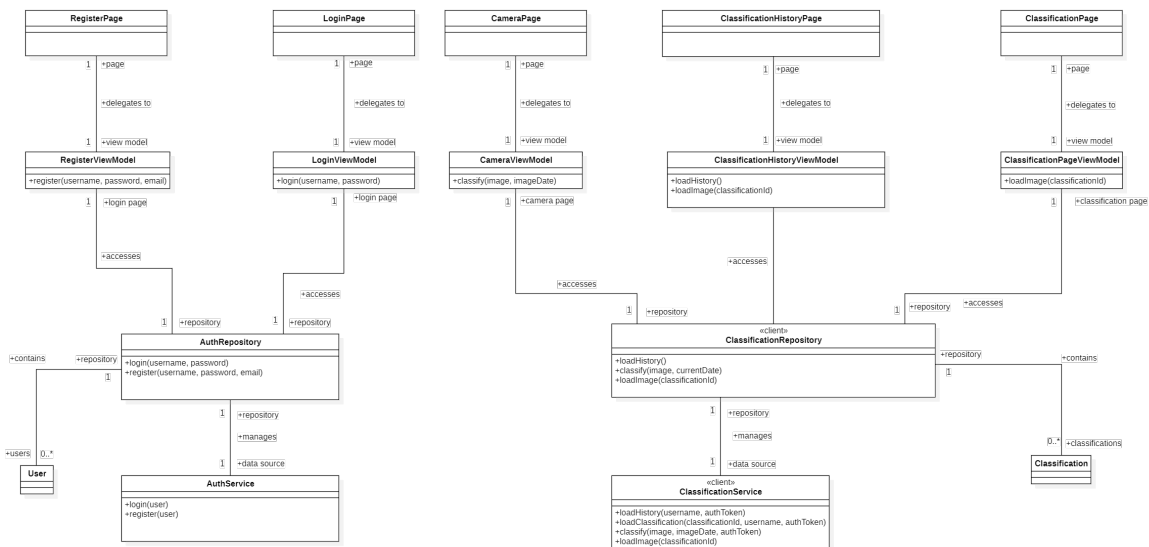 RegisterPage
LoginPage
CameraPage
ClassificationHistoryPage
ClassificationPage
1 +page
1 +page
1 +page
1 +page
1 +page
+delegates to
+delegates to
+delegates to
+delegates to
+delegates to
1 +view model
1 +view model
1 +view model
1 +view model
1 +view model
RegisterViewModel
+register(username, password, email)
LoginViewModel
+login(username, password)
CameraViewModel
+classify(image, imageDate)
ClassificationHistoryViewModel
+loadHistory()
+loadImage(classificationId)
ClassificationPageViewModel
+loadImage(classificationId)
1 +login page
1 +login page
1 +camera page
1 +classification page
+accesses
+accesses
+accesses
+accesses
+accesses
1 +repository
1 +repository
1 +repository
1 +repository
AuthRepository
+login(username, password)
+register(username, password, email)
«client»
ClassificationRepository
+loadHistory()
+classify(image, currentDate)
+loadImage(classificationId)
+contains
+repository
1
+repository
1
+contains
1 +repository
+manages
1 +data source
1 +repository
+manages
1 +data source
+users 0..*
User
0..* +classifications
Classification
AuthService
+login(user)
+register(user)
«client»
ClassificationService
+loadHistory(username, authToken)
+loadClassification(classificationId, username, authToken)
+classify(image, imageDate, authToken)
+loadImage(classificationId)